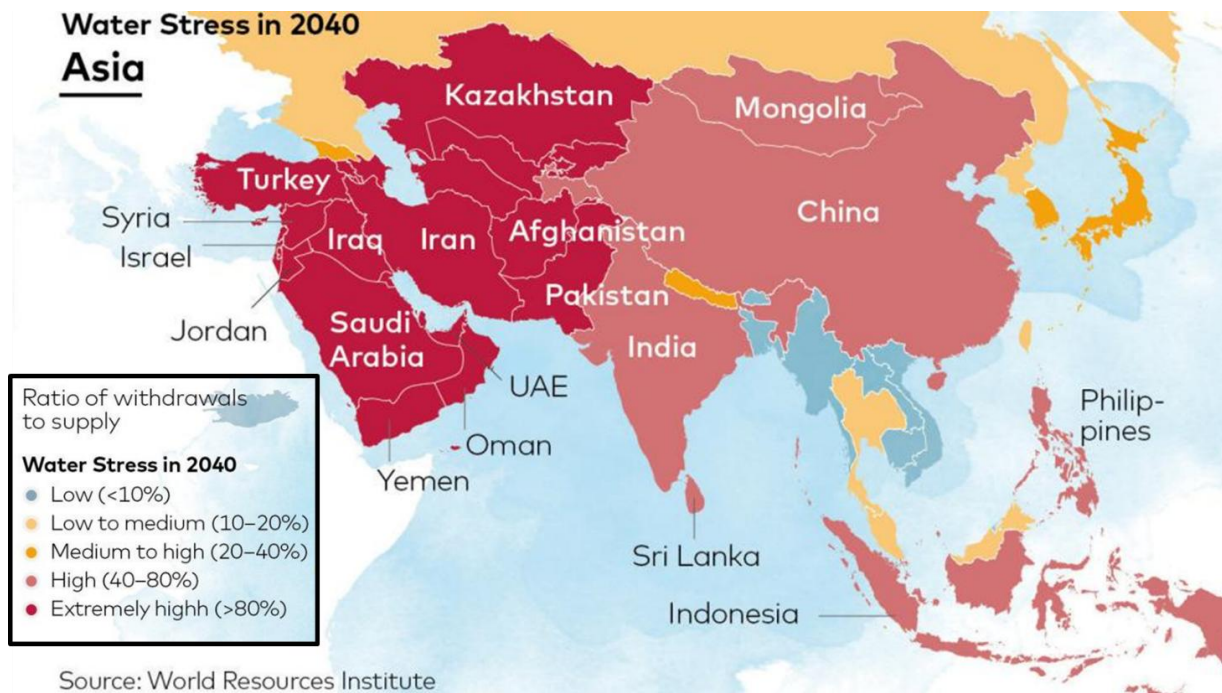 Water Stress in 2040
Asia
Kazakhstan
Mongolia
Turkey
China
Syria
Iraq
Iran
Afghanistan
Israel
Pakistan
Jordan
Saudi
Arabia
India
UAE
Philip-
pines
Oman
Yemen
Sri Lanka
Indonesia
Ratio of withdrawals
to supply
Water Stress in 2040
Low (<10%)
Low to medium (10–20%)
Medium to high (20–40%)
High (40–80%)
Extremely highh (>80%)
Source: World Resources Institute